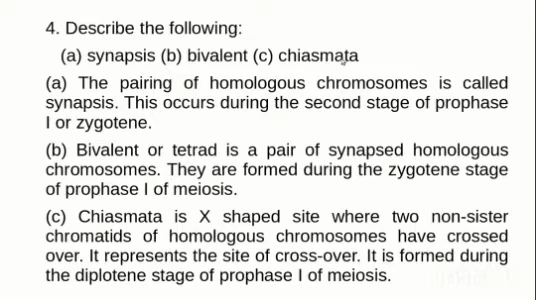 4. Describe the following:
(a) synapsis (b) bivalent (c) chiasmata
(a) The pairing of homologous chromosomes is called
synapsis. This occurs during the second stage of prophase
I or zygotene.
(b) Bivalent or tetrad is a pair of synapsed homologous
chromosomes. They are formed during the zygotene stage
of prophase I of meiosis.
(c) Chiasmata is X shaped site where two non-sister
chromatids of homologous chromosomes have crossed
over. It represents the site of cross-over. It is formed during
the diplotene stage of prophase I of meiosis.